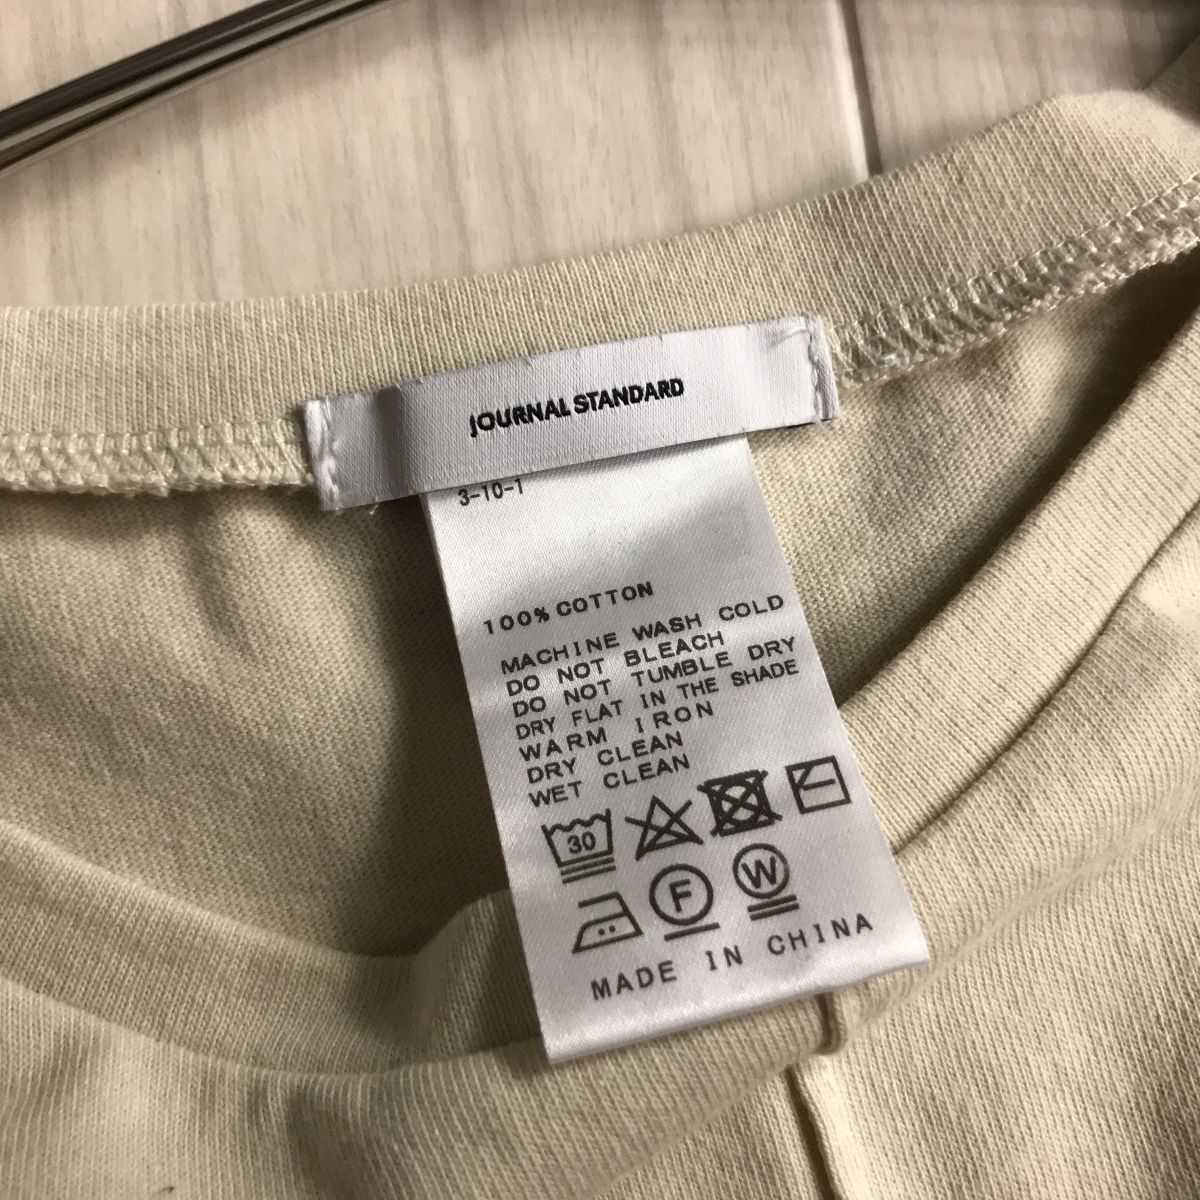 JOURNAL STANDARD
3-10-1
100% COTTON
MACHINE WASH COLD
DO NOT BLEACH
DO NOT TUMBLE DRY
DRY FLAT IN THE SHADE
WARM IRON
DRY CLEAN
WET CLEAN
30
F W
MADE IN CHINA